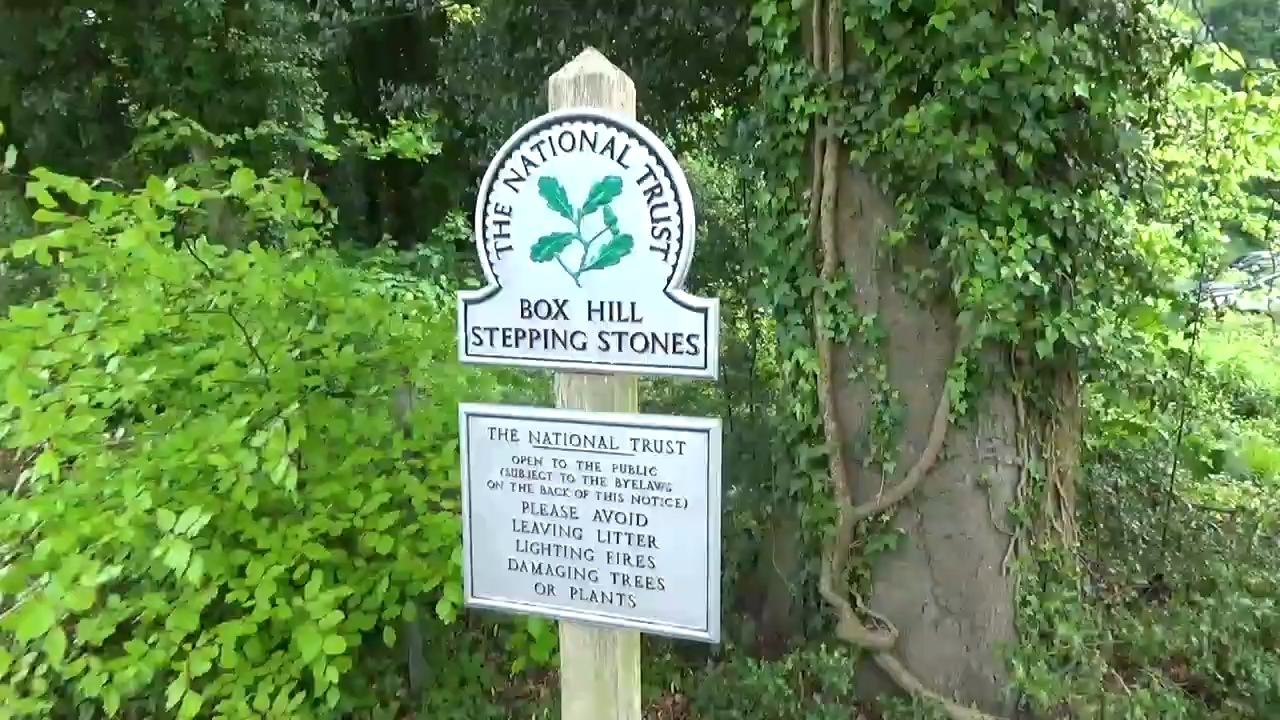 THE NATIONAL TRUST
BOX HILL
STEPPING STONES
THE NATIONAL TRUST
OPEN TO THE PUBLIC
(SUBJECT TO THE BYELAWS
ON THE BACK OF THIS NOTICE)
PLEASE AVOID
LEAVING LITTER
LIGHTING FIRES
DAMAGING TREES
OR PLANTS